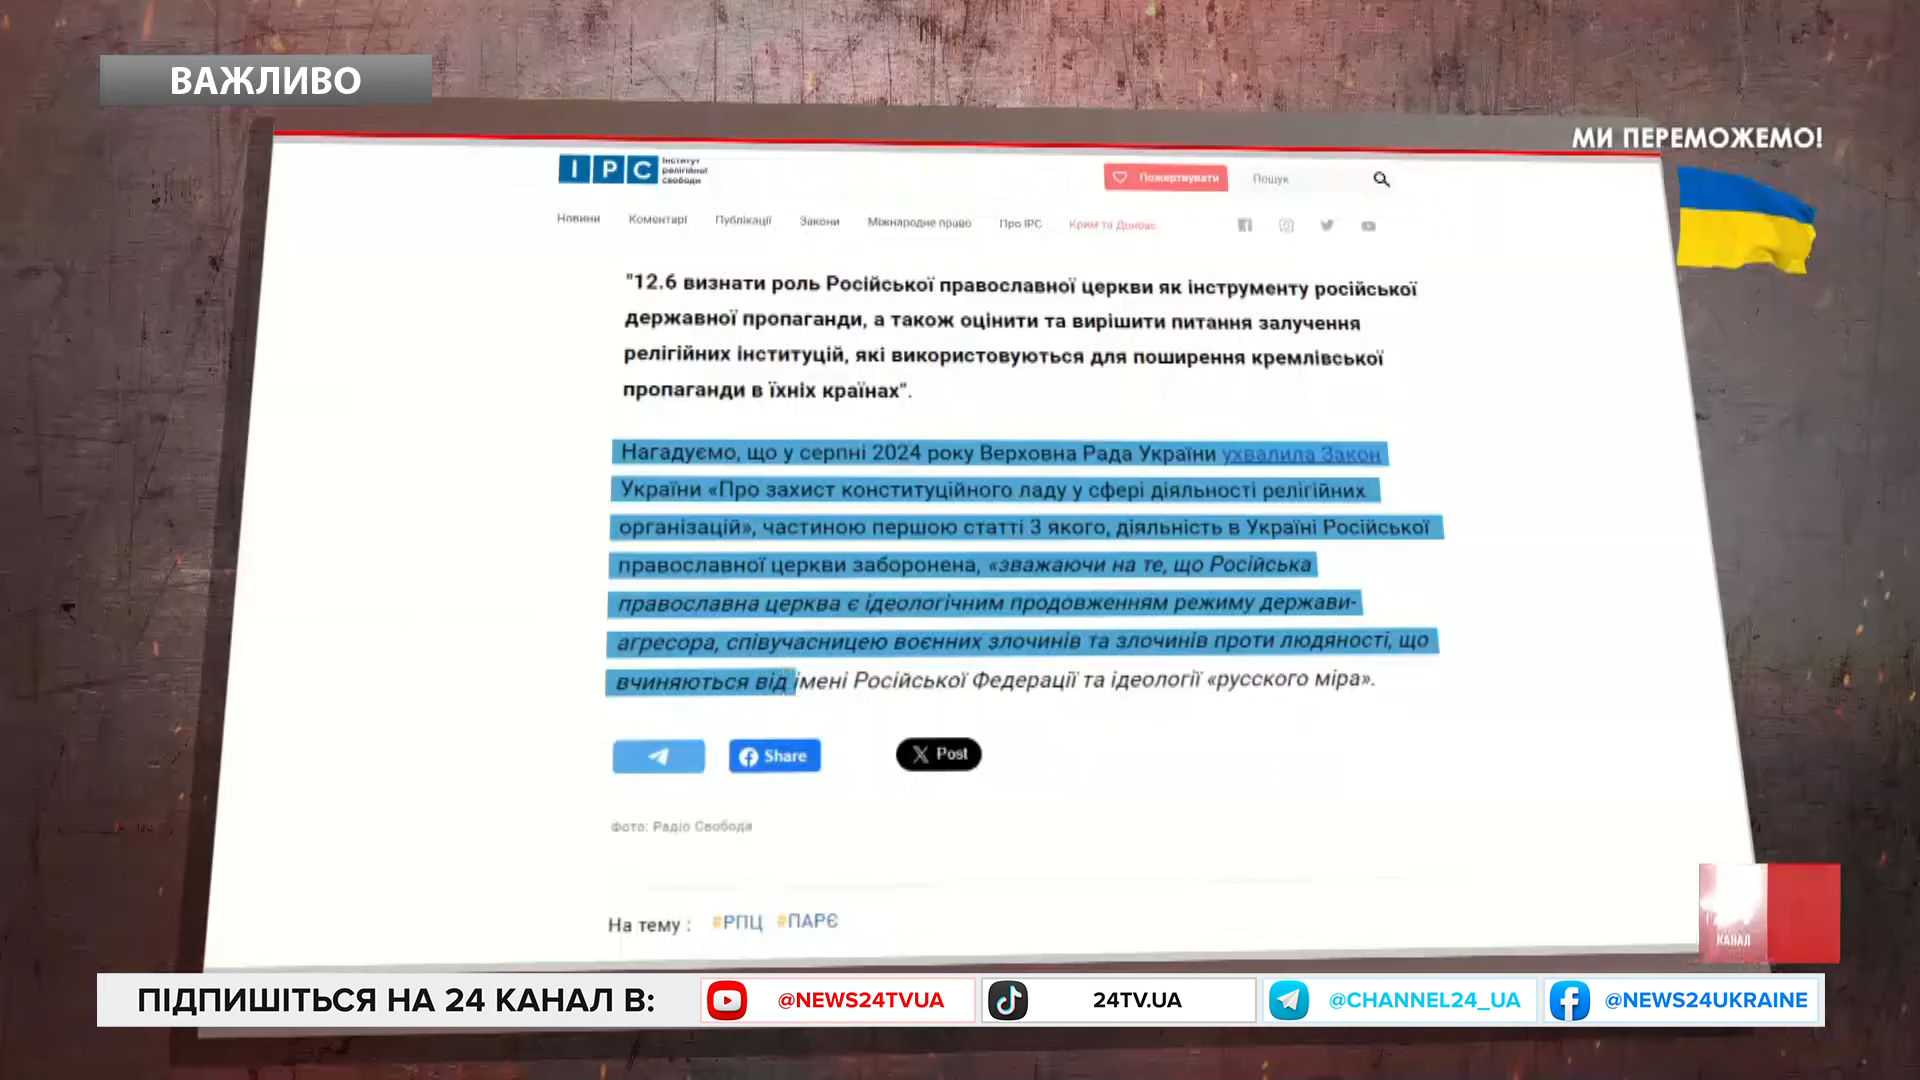 ВАЖЛИВО
МИ ПЕРЕМОЖЕМО!
ІРС
Інститут
релігійної
свободи
Пожертвувати
Пошук
Новини Коментарі Публікації Закони Міжнародне право Про ІРС Крим та Донбас
"12.6 визнати роль Російської православної церкви як інструменту російської
державної пропаганди, а також оцінити та вирішити питання залучення
релігійних інституцій, які використовуються для поширення кремлівської
пропаганди в їхніх країнах".
Нагадуємо, що у серпні 2024 року Верховна Рада України ухвалила Закон
України «Про захист конституційного ладу у сфері діяльності релігійних
організацій», частиною першою статті 3 якого, діяльність в Україні Російської
православної церкви заборонена, «зважаючи на те, що Російська
православна церква є ідеологічним продовженням режиму держави-
агресора, співучасницею воєнних злочинів та злочинів проти людяності, що
вчиняються від імені Російської Федерації та ідеології «русского міра».
Share
Post
Фото: Радіо Свобода
На тему : #РПЦ #ПАРЄ
КАНАЛ
ПІДПИШІТЬСЯ НА 24 КАНАЛ В: @NEWS24TVUA 24TV.UA @CHANNEL24_UA @NEWS24UKRAINE